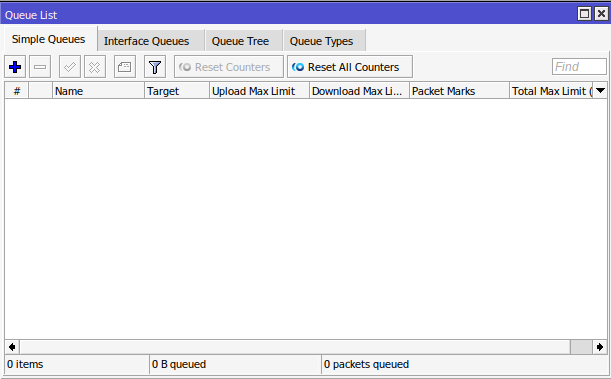 Queue List
Simple Queues Interface Queues Queue Tree Queue Types
Reset Counters Reset All Counters Find
# Name Target Upload Max Limit Download Max Li... Packet Marks Total Max Limit (
0 items 0 B queued 0 packets queued